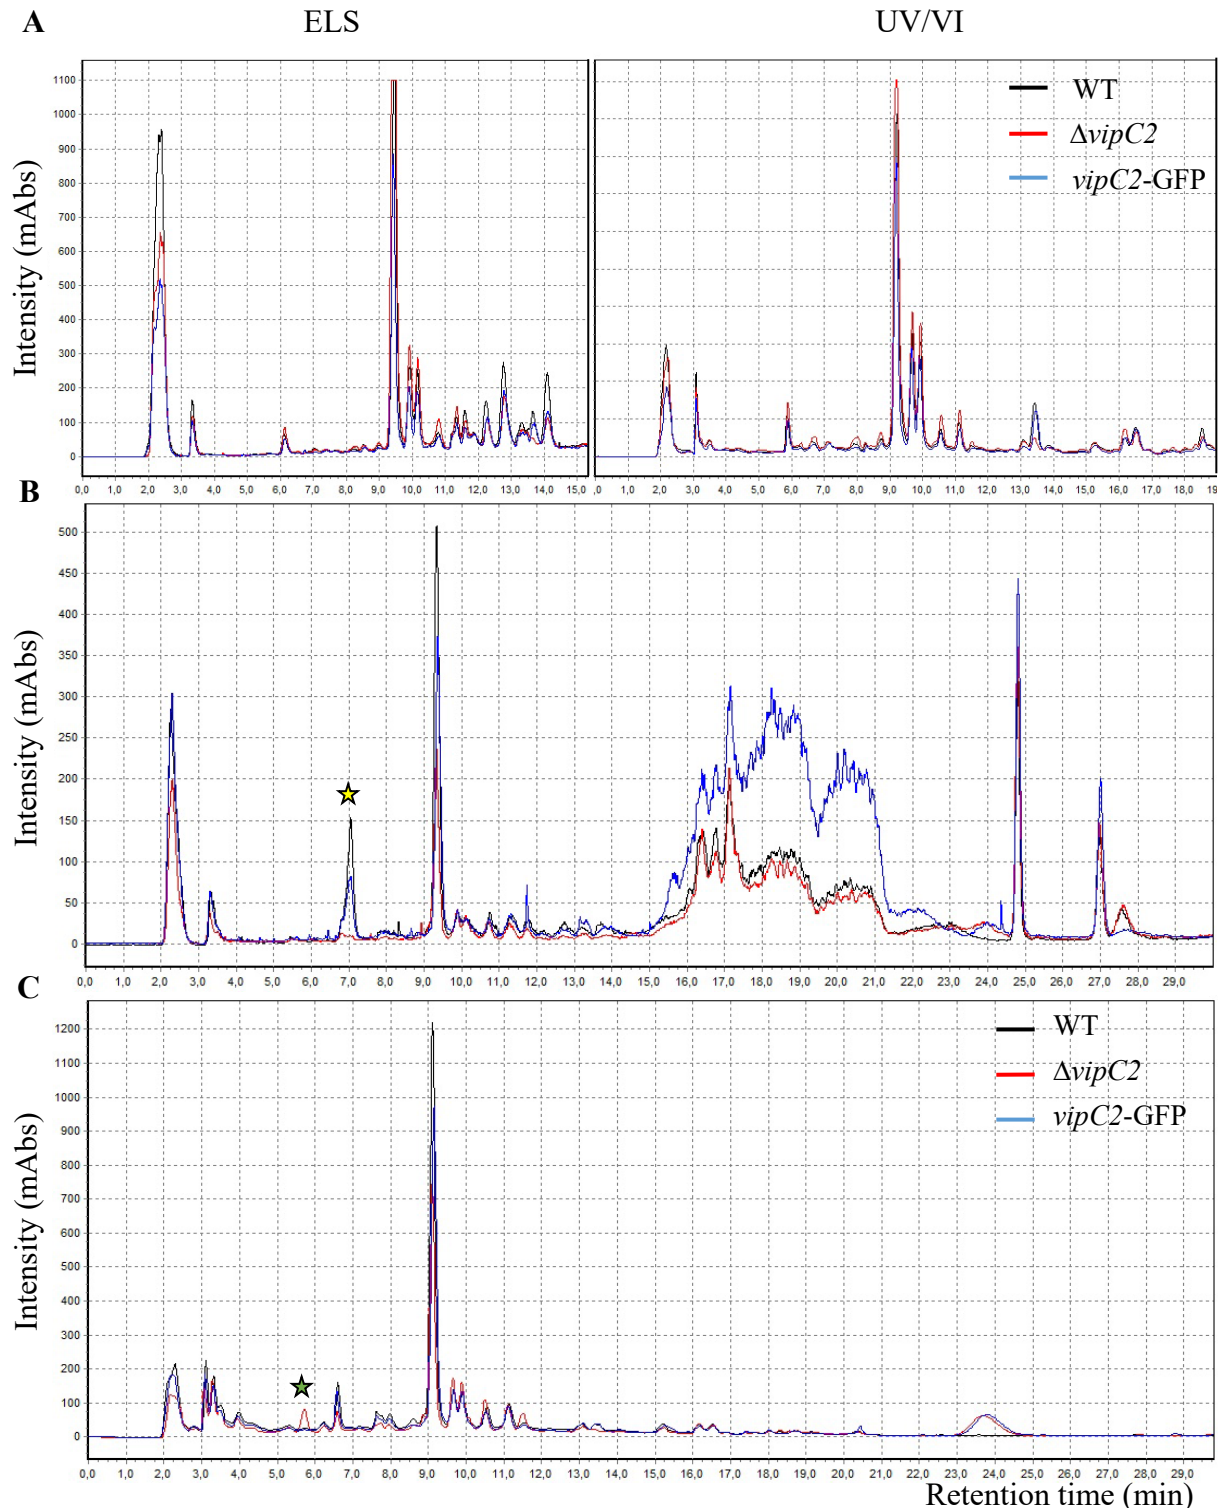 A ELS UV/VI
Intensity (mAbs)
1100
1000
900
800
700
600
500
400
300
200
100
0
0,0 1,0 2,0 3,0 4,0 5,0 6,0 7,0 8,0 9,0 10,0 11,0 12,0 13,0 14,0 15,0
WT
ΔvipC2
vipC2-GFP
,0 1,0 2,0 3,0 4,0 5,0 6,0 7,0 8,0 9,0 10,0 11,0 12,0 13,0 14,0 15,0 16,0 17,0 18,0 19,0
B
Intensity (mAbs)
500
450
400
350
300
250
200
150
100
50
0
0,0 1,0 2,0 3,0 4,0 5,0 6,0 7,0 8,0 9,0 10,0 11,0 12,0 13,0 14,0 15,0 16,0 17,0 18,0 19,0 20,0 21,0 22,0 23,0 24,0 25,0 26,0 27,0 28,0 29,0
C
Intensity (mAbs)
1200
1100
1000
900
800
700
600
500
400
300
200
100
0
WT
ΔvipC2
vipC2-GFP
0,0 1,0 2,0 3,0 4,0 5,0 6,0 7,0 8,0 9,0 10,0 11,0 12,0 13,0 14,0 15,0 16,0 17,0 18,0 19,0 20,0 21,0 22,0 23,0 24,0 25,0 26,0 27,0 28,0 29,0
Retention time (min)